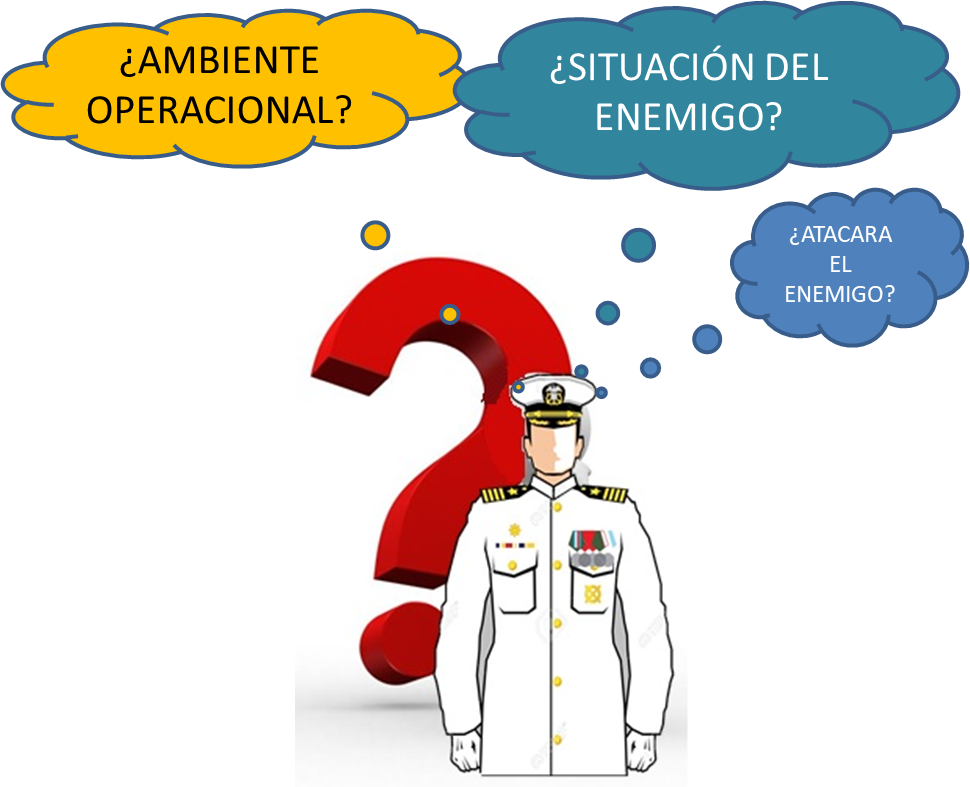 ¿AMBIENTE
OPERACIONAL?
¿SITUACIÓN DEL
ENEMIGO?
¿ATACARA
EL
ENEMIGO?